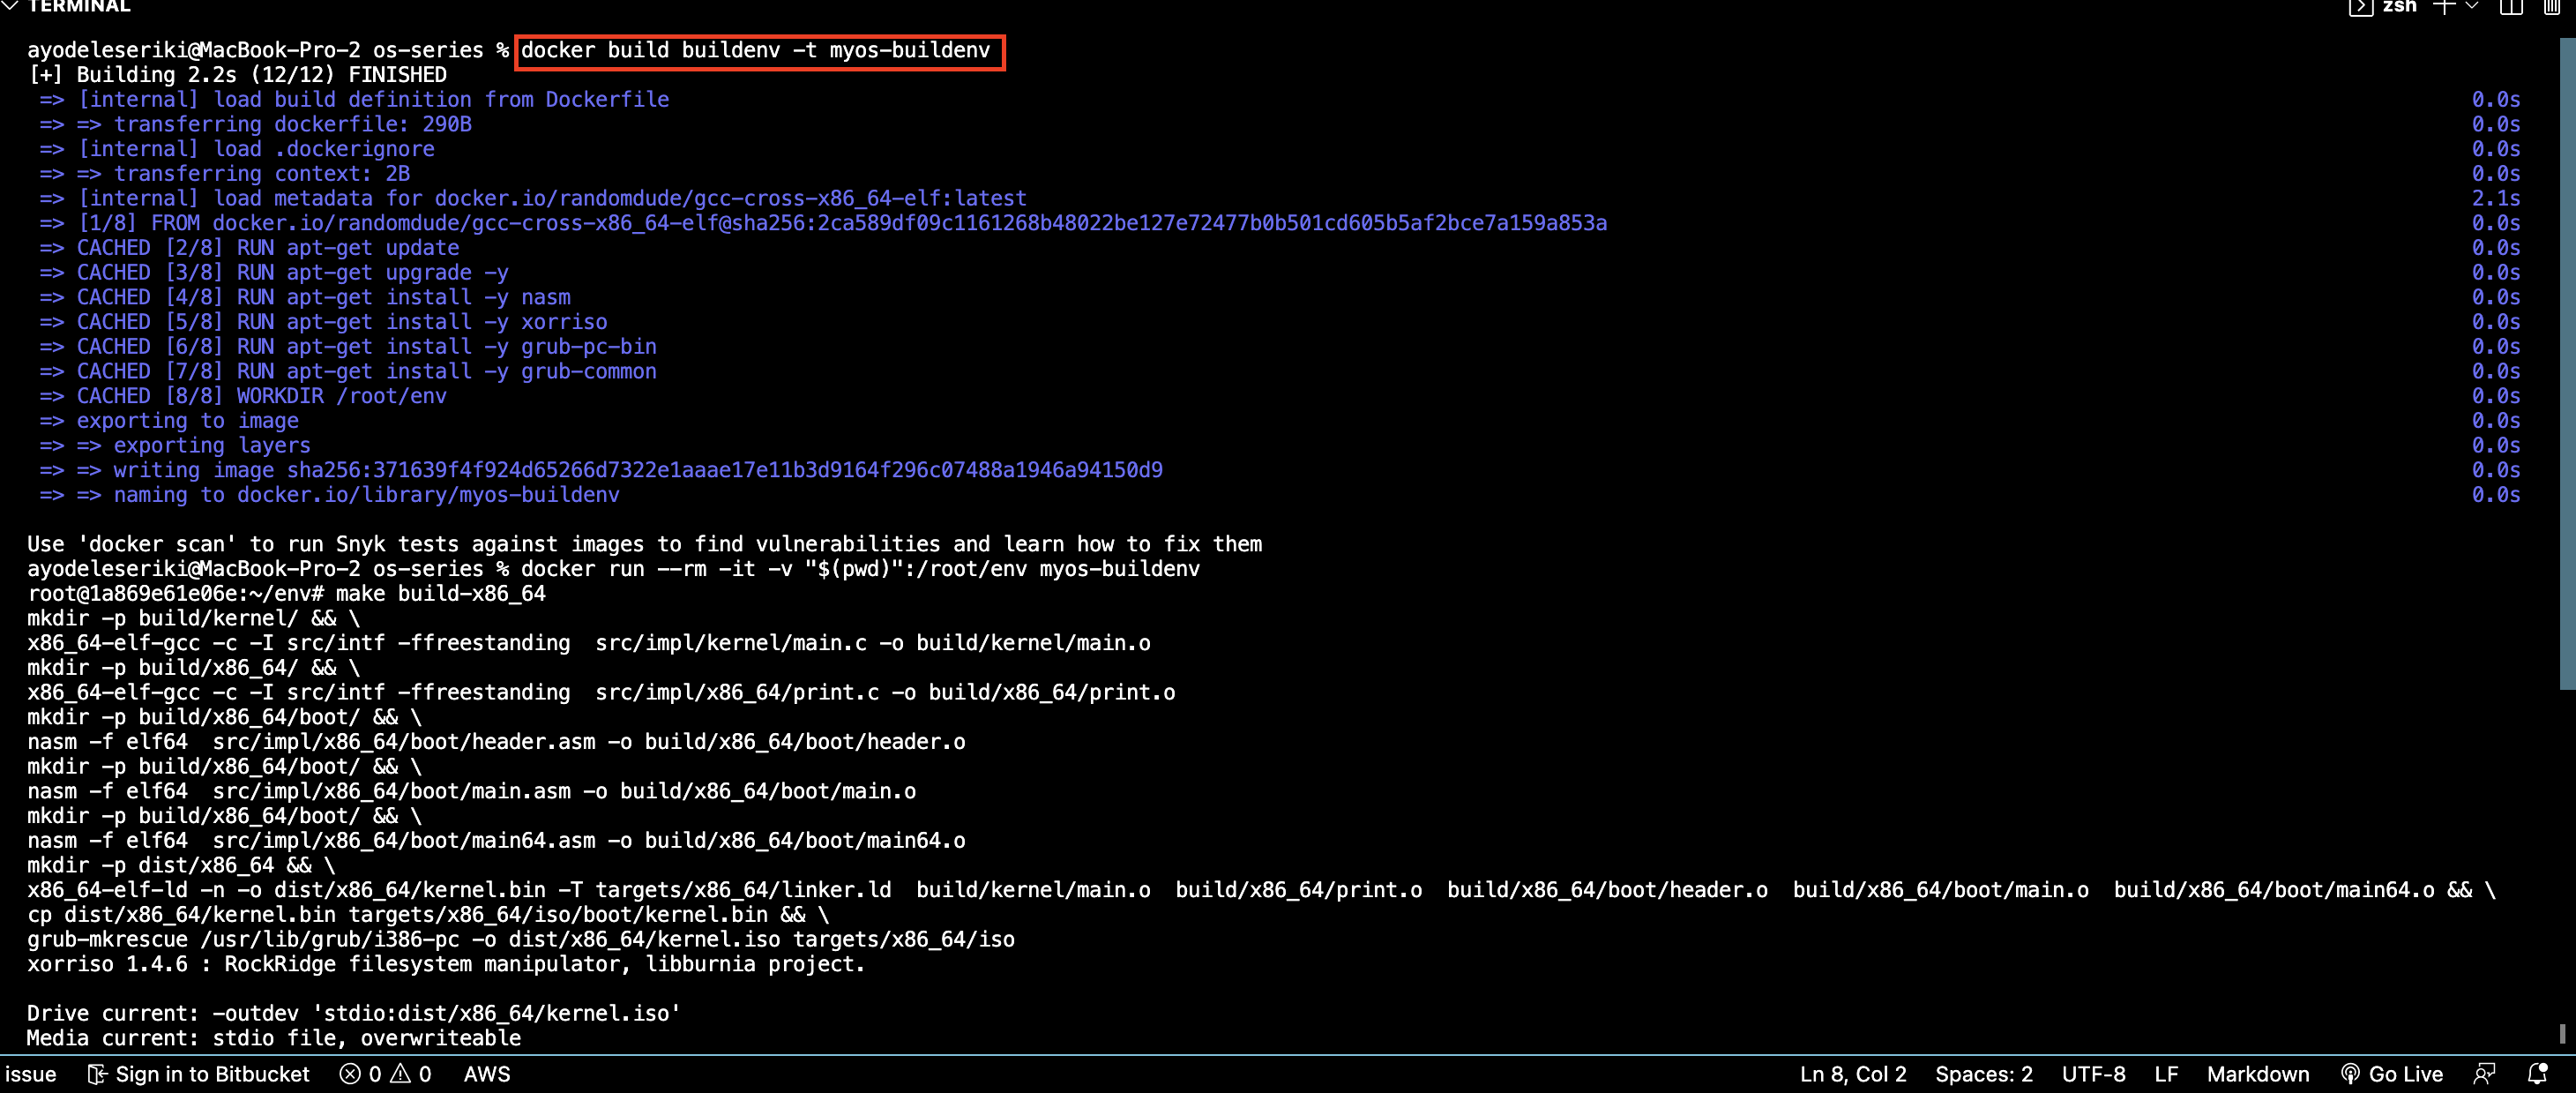 TERMINAL
zsh
ayodeleseriki@MacBook-Pro-2 os-series % docker build buildenv -t myos-buildenv
[+] Building 2.2s (12/12) FINISHED
=> [internal] load build definition from Dockerfile 0.0s
=> => transferring dockerfile: 290B 0.0s
=> [internal] load .dockerignore 0.0s
=> => transferring context: 2B 0.0s
=> [internal] load metadata for docker.io/randomdude/gcc-cross-x86_64-elf:latest 2.1s
=> [1/8] FROM docker.io/randomdude/gcc-cross-x86_64-elf@sha256:2ca589df09c1161268b48022be127e72477b0b501cd605b5af2bce7a159a853a 0.0s
=> CACHED [2/8] RUN apt-get update 0.0s
=> CACHED [3/8] RUN apt-get upgrade -y 0.0s
=> CACHED [4/8] RUN apt-get install -y nasm 0.0s
=> CACHED [5/8] RUN apt-get install -y xorriso 0.0s
=> CACHED [6/8] RUN apt-get install -y grub-pc-bin 0.0s
=> CACHED [7/8] RUN apt-get install -y grub-common 0.0s
=> CACHED [8/8] WORKDIR /root/env 0.0s
=> exporting to image 0.0s
=> => exporting layers 0.0s
=> => writing image sha256:371639f4f924d65266d7322e1aaae17e11b3d9164f296c07488a1946a94150d9 0.0s
=> => naming to docker.io/library/myos-buildenv 0.0s
Use 'docker scan' to run Snyk tests against images to find vulnerabilities and learn how to fix them
ayodeleseriki@MacBook-Pro-2 os-series % docker run --rm -it -v "$(pwd)":/root/env myos-buildenv
root@1a869e61e06e:~/env# make build-x86_64
mkdir -p build/kernel/ && \
x86_64-elf-gcc -c -I src/intf -ffreestanding  src/impl/kernel/main.c -o build/kernel/main.o
mkdir -p build/x86_64/ && \
x86_64-elf-gcc -c -I src/intf -ffreestanding  src/impl/x86_64/print.c -o build/x86_64/print.o
mkdir -p build/x86_64/boot/ && \
nasm -f elf64  src/impl/x86_64/boot/header.asm -o build/x86_64/boot/header.o
mkdir -p build/x86_64/boot/ && \
nasm -f elf64  src/impl/x86_64/boot/main.asm -o build/x86_64/boot/main.o
mkdir -p build/x86_64/boot/ && \
nasm -f elf64  src/impl/x86_64/boot/main64.asm -o build/x86_64/boot/main64.o
mkdir -p dist/x86_64 && \
x86_64-elf-ld -n -o dist/x86_64/kernel.bin -T targets/x86_64/linker.ld  build/kernel/main.o  build/x86_64/print.o  build/x86_64/boot/header.o  build/x86_64/boot/main.o  build/x86_64/boot/main64.o && \
cp dist/x86_64/kernel.bin targets/x86_64/iso/boot/kernel.bin && \
grub-mkrescue /usr/lib/grub/i386-pc -o dist/x86_64/kernel.iso targets/x86_64/iso
xorriso 1.4.6 : RockRidge filesystem manipulator, libburnia project.
Drive current: -outdev 'stdio:dist/x86_64/kernel.iso'
Media current: stdio file, overwriteable
issue Sign in to Bitbucket 0 0 AWS Ln 8, Col 2 Spaces: 2 UTF-8 LF Markdown Go Live